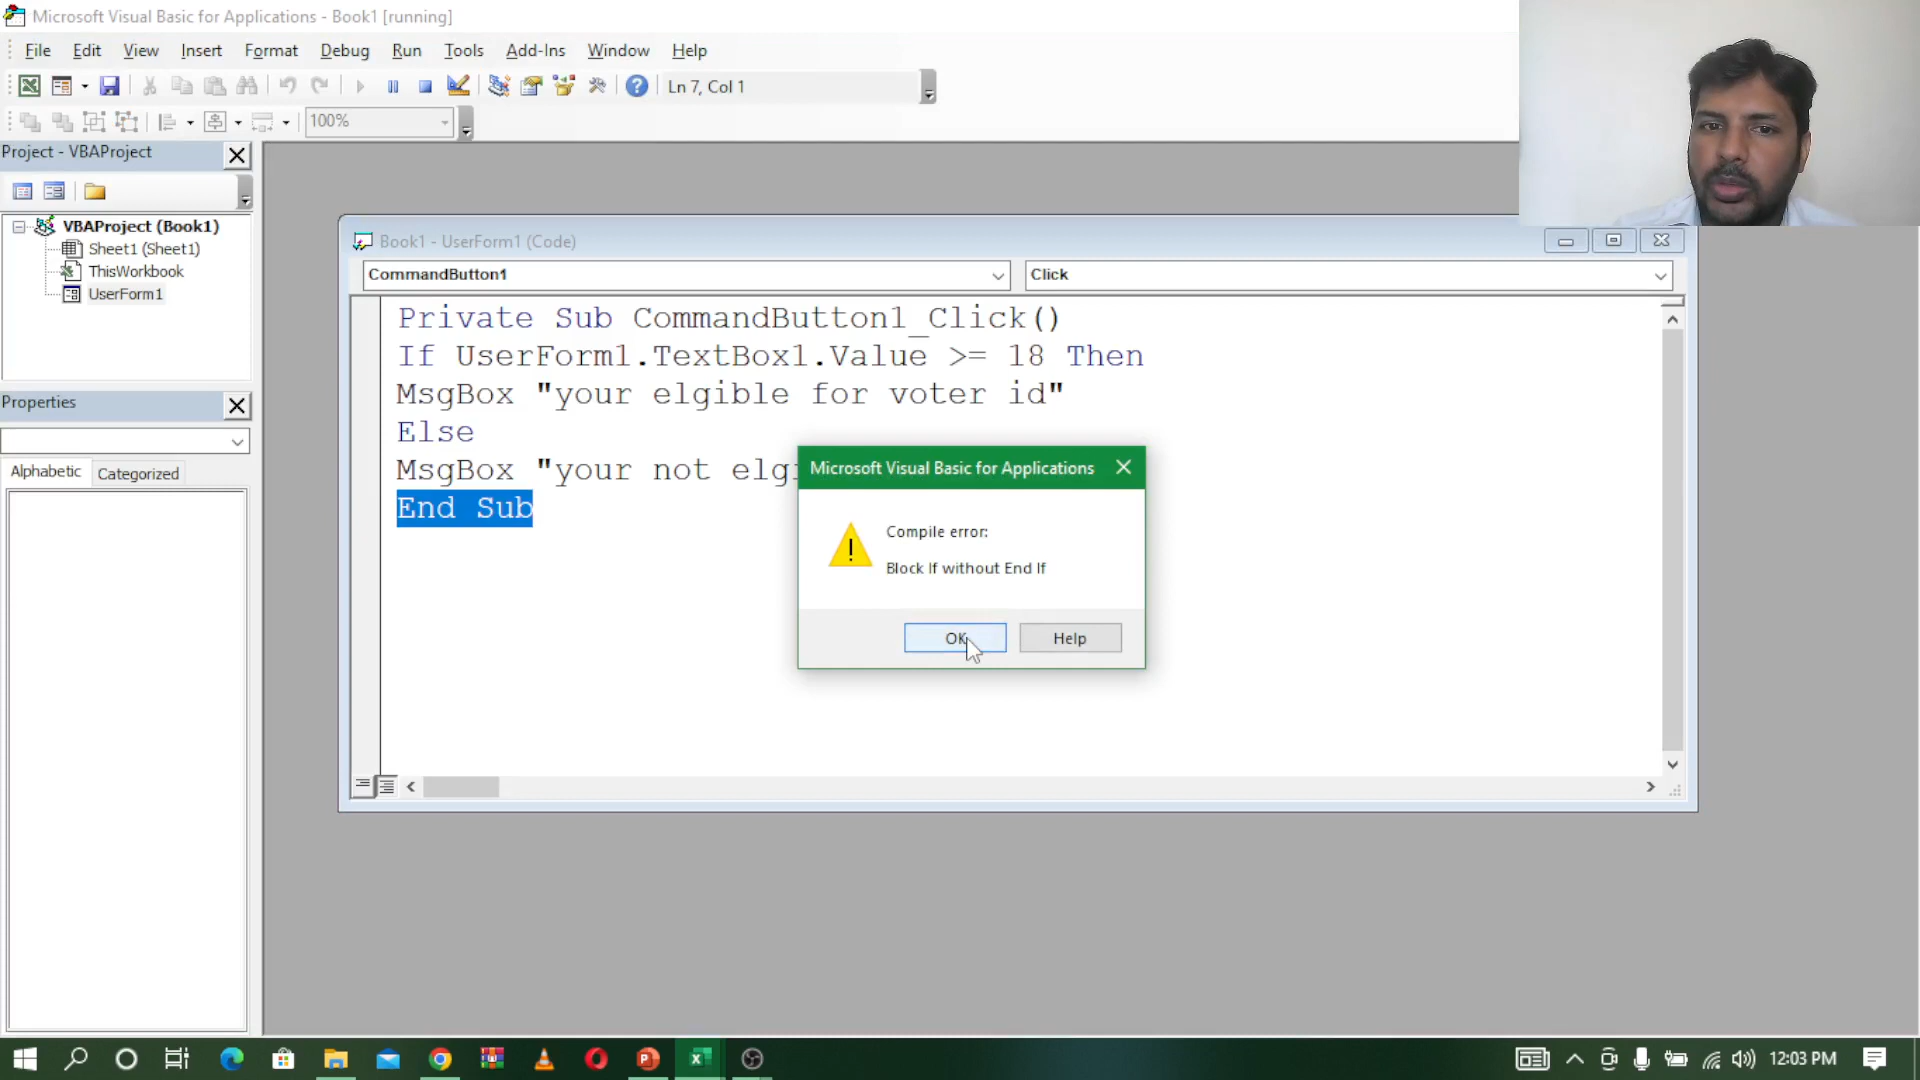 Microsoft Visual Basic for Applications - Book1 [running]
File Edit View Insert Format Debug Run Tools Add-Ins Window Help
Ln 7, Col 1
100%
Project - VBAProject
VBAProject (Book1)
Sheet1 (Sheet1)
ThisWorkbook
UserForm1
Properties
Alphabetic Categorized
Book1 - UserForm1 (Code)
CommandButton1 Click
Private Sub CommandButton1_Click()
If UserForm1.TextBox1.Value >= 18 Then
MsgBox "your elgible for voter id"
Else
MsgBox "your not elg
End Sub
Microsoft Visual Basic for Applications
Compile error:
Block If without End If
OK Help
12:03 PM